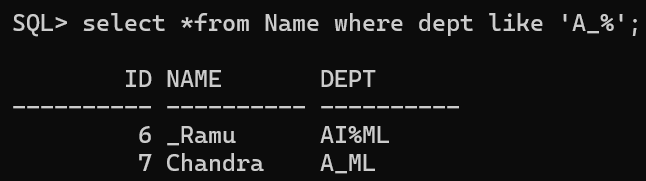 SQL> select *from Name where dept like 'A_%';
        ID NAME       DEPT
---------- ---------- ----------
         6 _Ramu      AI%ML
         7 Chandra    A_ML